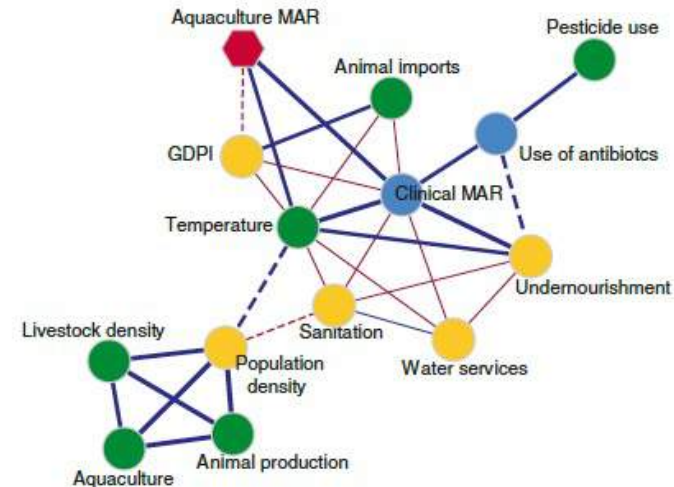 Aquaculture MAR
Pesticide use
Animal imports
GDPI
Use of antibiotcs
Clinical MAR
Temperature
Undernourishment
Livestock density
Sanitation
Population
density
Water services
Animal production
Aquaculture